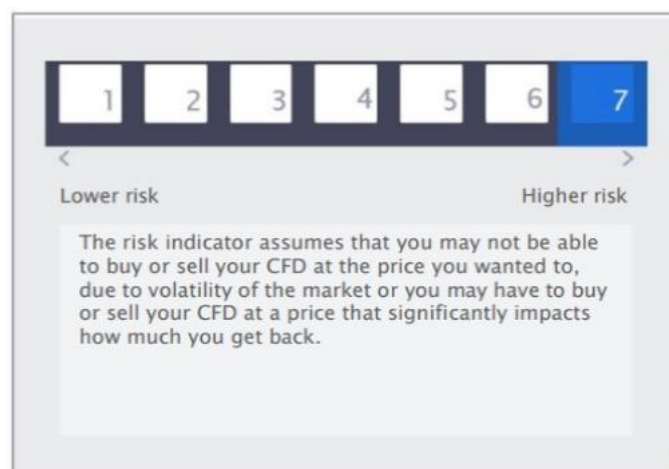 1 2 3 4 5 6 7
< >
Lower risk Higher risk
The risk indicator assumes that you may not be able
to buy or sell your CFD at the price you wanted to,
due to volatility of the market or you may have to buy
or sell your CFD at a price that significantly impacts
how much you get back.